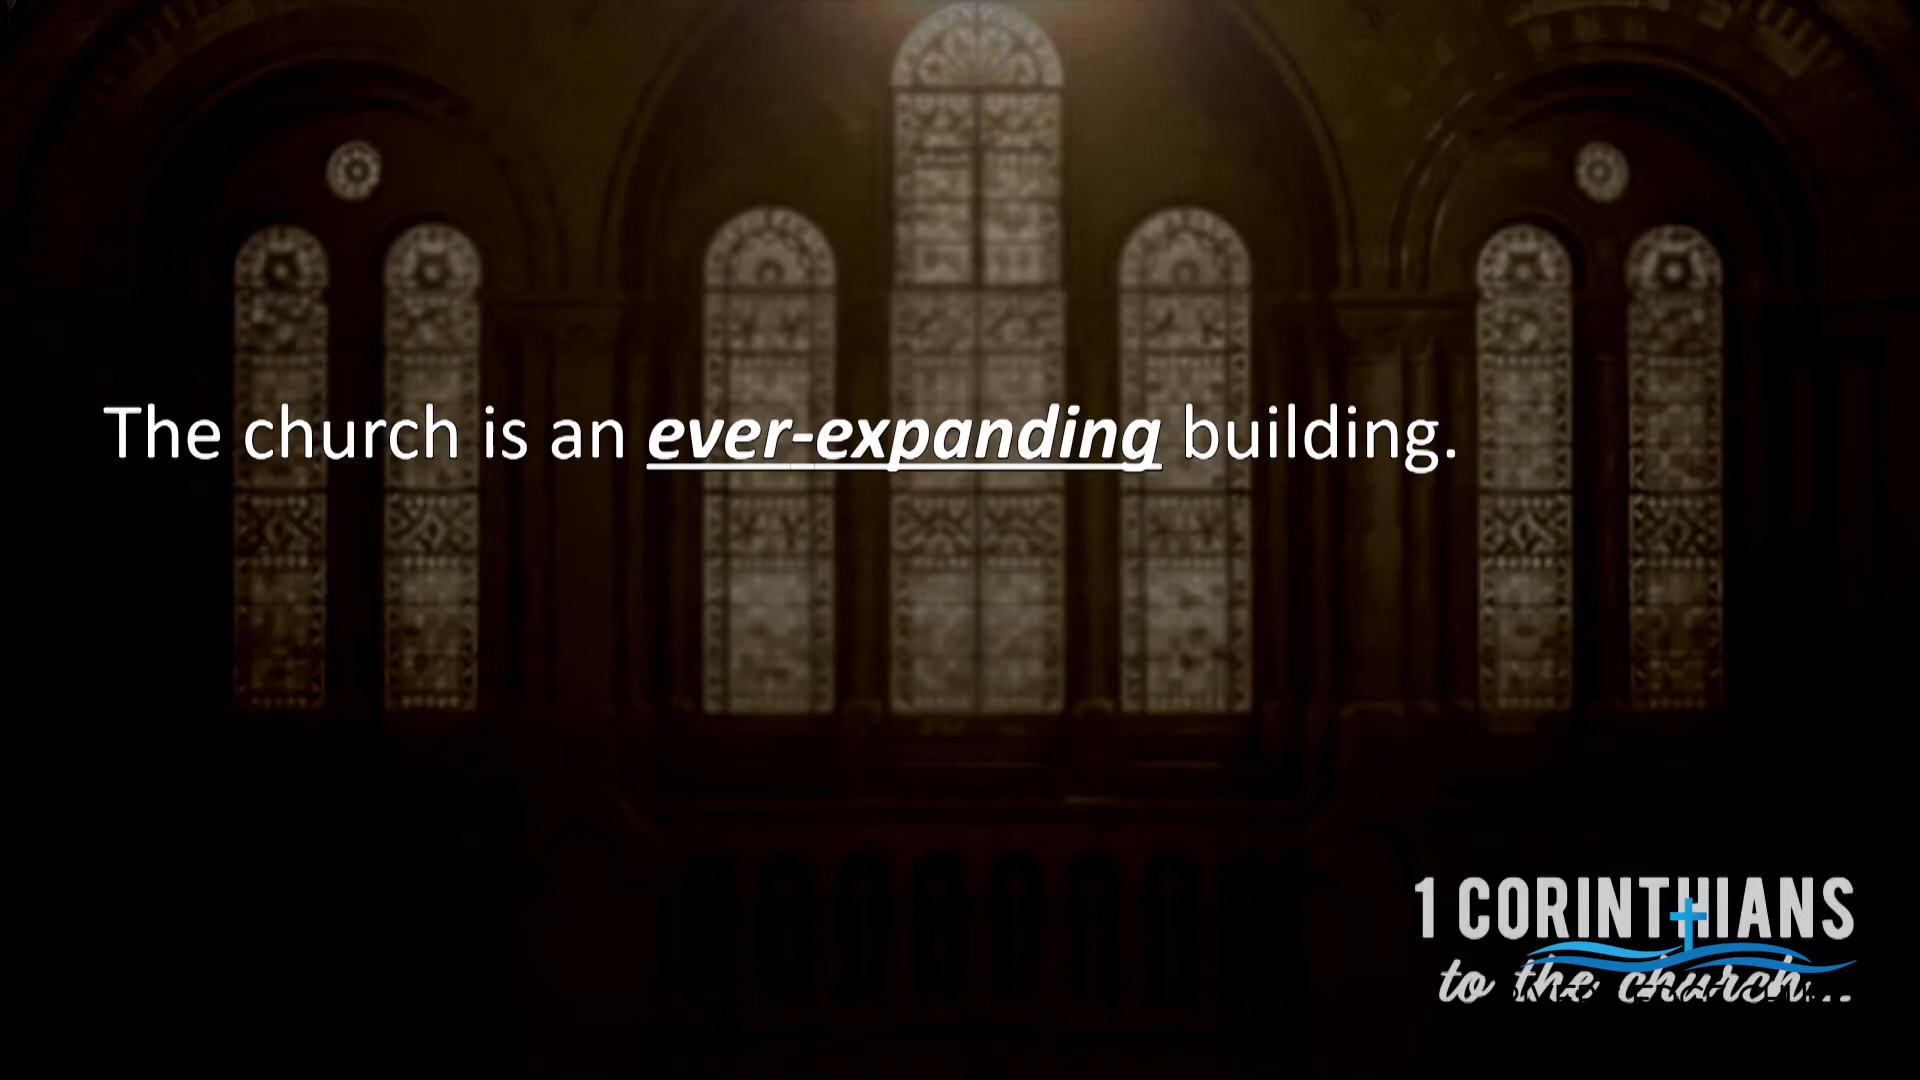 The church is an ever-expanding building.
1 CORINTHIANS
to the church...